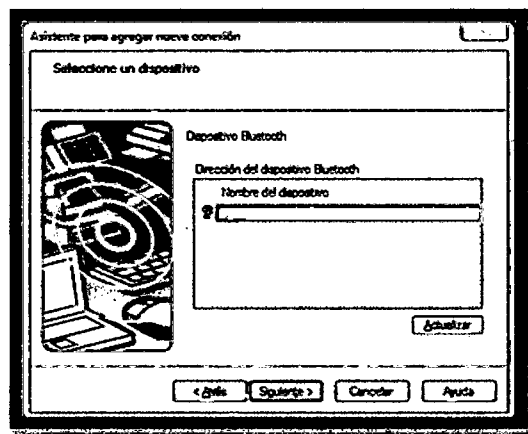 Asistente para agregar nueva conexión
Seleccione un dispositivo
Dispositivo Bluetooth
Dirección del dispositivo Bluetooth
Nombre del dispositivo
Actualizar
< Atrás Siguiente > Cancelar Ayuda